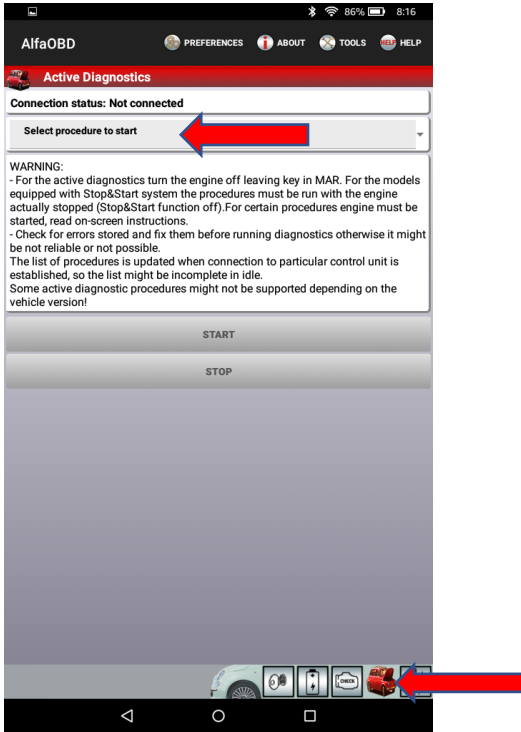 86% 8:16
AlfaOBD PREFERENCES ABOUT TOOLS HELP HELP
Active Diagnostics
Connection status: Not connected
Select procedure to start
WARNING:
- For the active diagnostics turn the engine off leaving key in MAR. For the models
equipped with Stop&Start system the procedures must be run with the engine
actually stopped (Stop&Start function off).For certain procedures engine must be
started, read on-screen instructions.
- Check for errors stored and fix them before running diagnostics otherwise it might
be not reliable or not possible.
The list of procedures is updated when connection to particular control unit is
established, so the list might be incomplete in idle.
Some active diagnostic procedures might not be supported depending on the
vehicle version!
START
STOP
CHECK